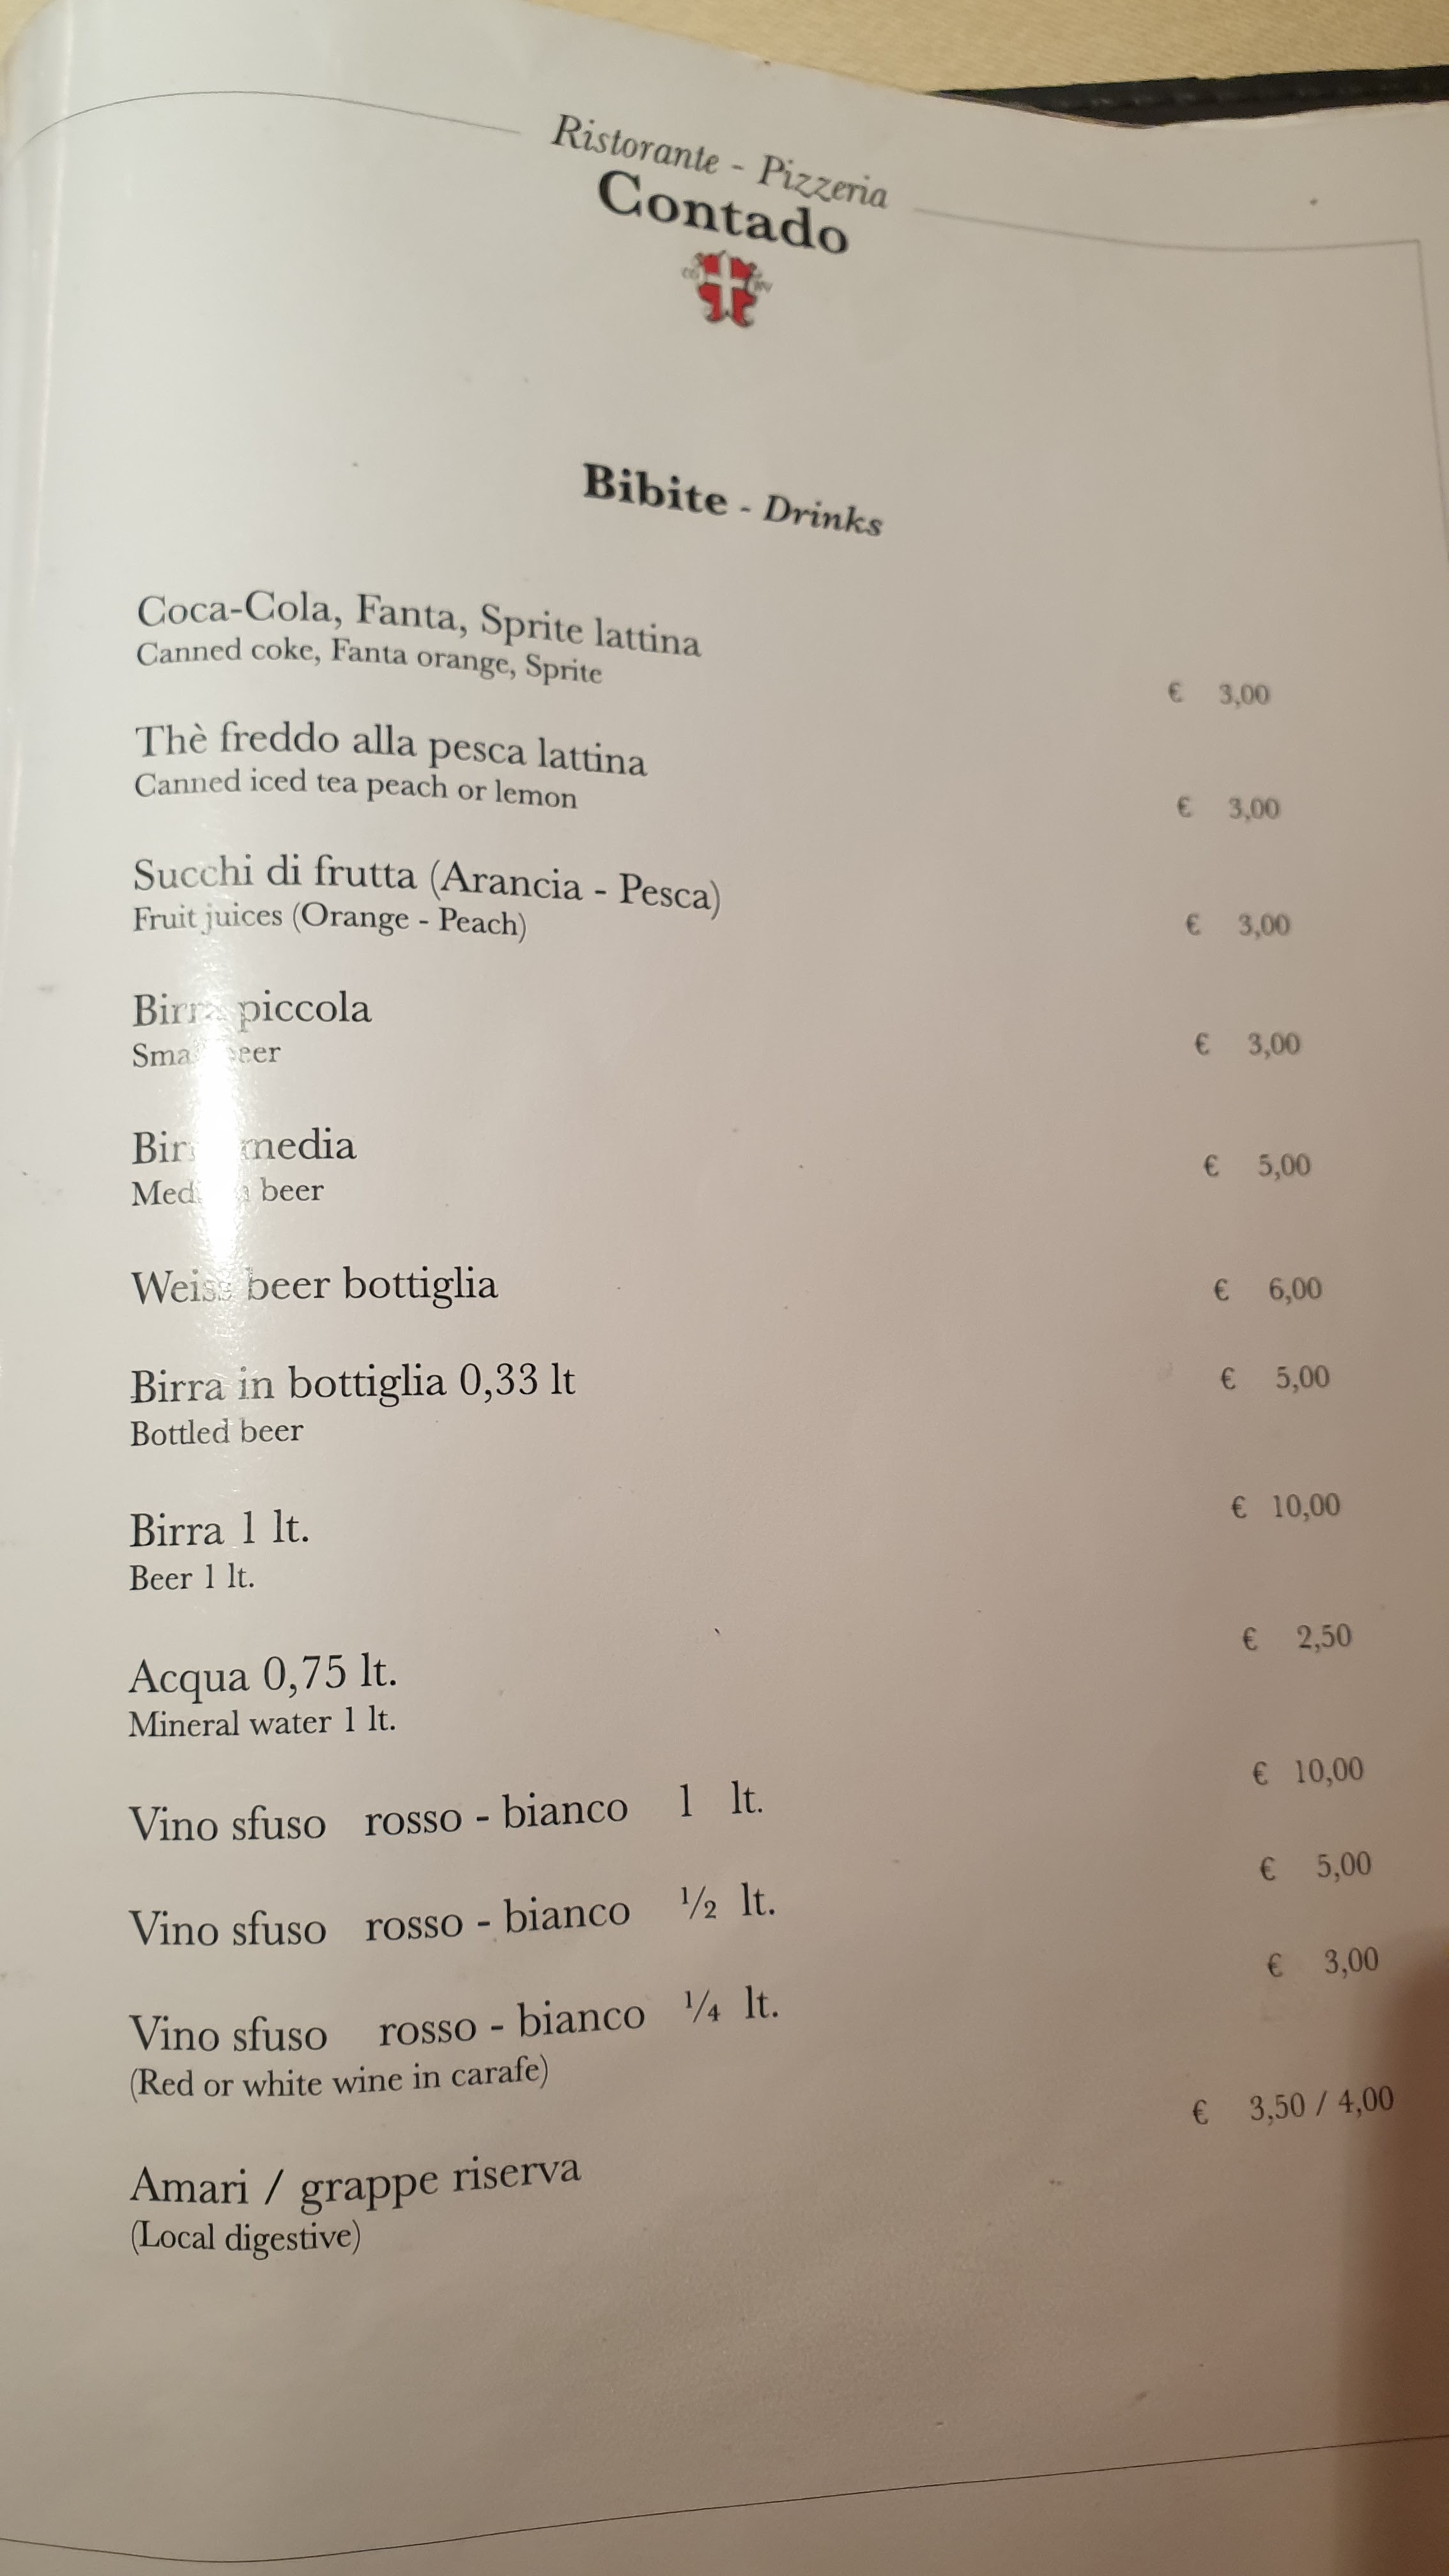 Ristorante - Pizzeria
Contado
Bibite - Drinks
Coca-Cola, Fanta, Sprite lattina
Canned coke, Fanta orange, Sprite
€ 3,00
Thè freddo alla pesca lattina
Canned iced tea peach or lemon
€ 3,00
Succhi di frutta (Arancia - Pesca)
Fruit juices (Orange - Peach)
€ 3,00
Birra piccola
Small beer
€ 3,00
Birra media
beer
€ 5,00
Weiss beer bottiglia
€ 6,00
Birra in bottiglia 0,33 lt
Bottled beer
€ 5,00
Birra 1 lt.
Beer 1 lt.
€ 10,00
Acqua 0,75 lt.
Mineral water 1 lt.
€ 2,50
Vino sfuso rosso - bianco 1 lt.
€ 10,00
Vino sfuso rosso - bianco ½ lt.
€ 5,00
Vino sfuso rosso - bianco ¼ lt.
(Red or white wine in carafe)
€ 3,00
Amari / grappe riserva
(Local digestive)
€ 3,50 / 4,00